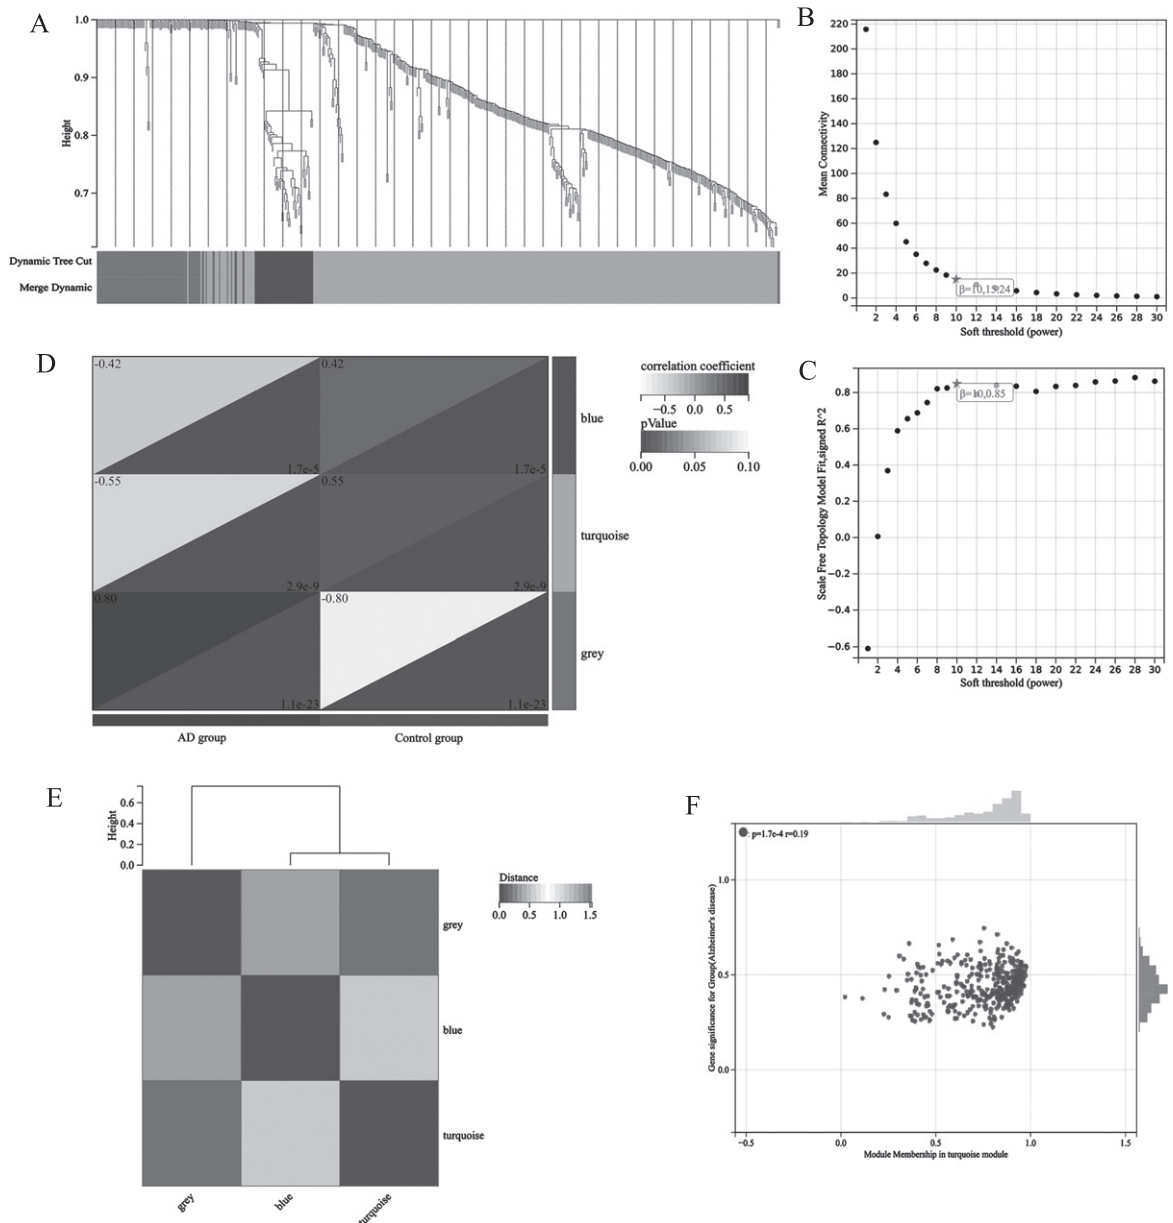 A
1.0
0.9
0.8
0.7
Height
Dynamic Tree Cut
Merge Dynamic
B
220
200
180
160
140
120
100
80
60
40
20
0
Mean Connectivity
β=10,15.24
2 4 6 8 10 12 14 16 18 20 22 24 26 28 30
Soft threshold (power)
D
-0.42
0.42
1.7e-5
1.7e-5
blue
-0.55
0.55
2.9e-9
2.9e-9
turquoise
0.80
-0.80
1.1e-23
1.1e-23
grey
AD group
Control group
correlation coefficient
−0.5 0.0 0.5
pValue
0.00 0.05 0.10
C
0.8
0.6
0.4
0.2
0.0
−0.2
−0.4
−0.6
Scale Free Topology Model Fit,signed R^2
β=10,0.85
2 4 6 8 10 12 14 16 18 20 22 24 26 28 30
Soft threshold (power)
E
0.6
0.4
0.2
0.0
Height
Distance
0.0 0.5 1.0 1.5
grey
blue
turquoise
grey
blue
turquoise
F
p=1.7e-4 r=0.19
1.0
0.5
0.0
Gene significance for Group(Alzheimer's disease)
−0.5 0.0 0.5 1.0 1.5
Module Membership in turquoise module